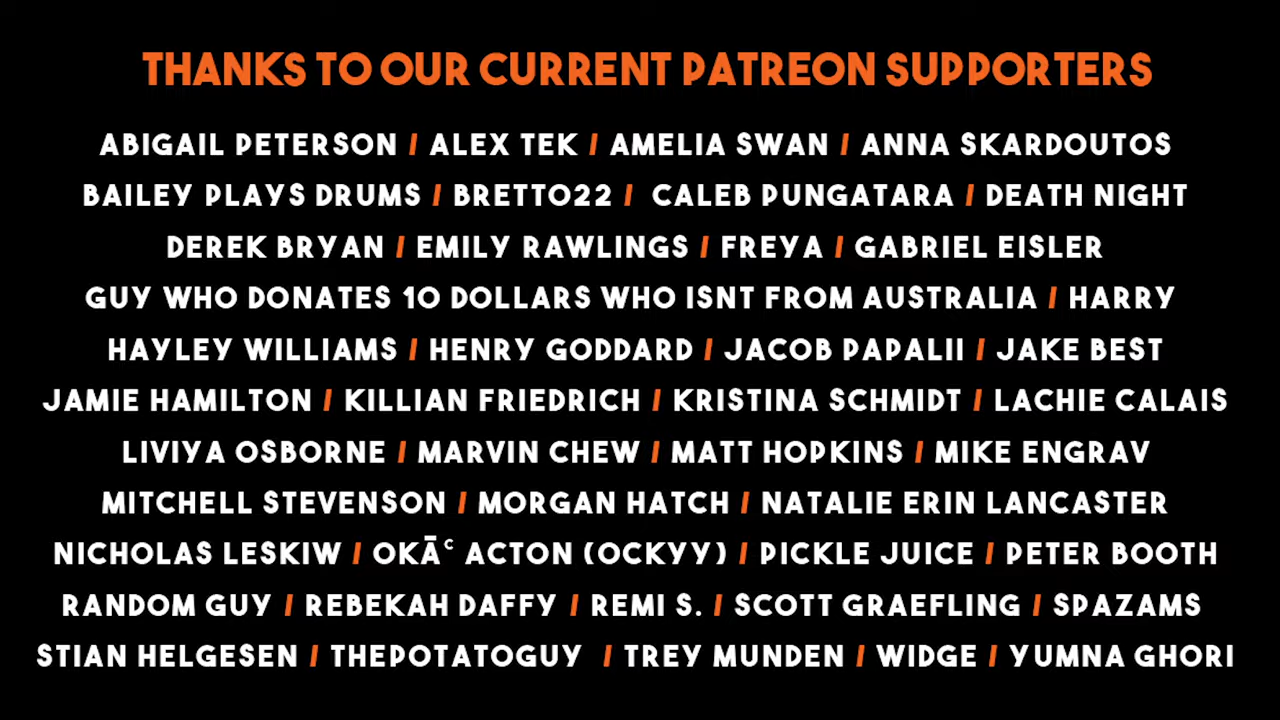 THANKS TO OUR CURRENT PATREON SUPPORTERS
ABIGAIL PETERSON / ALEX TEK / AMELIA SWAN / ANNA SKARDOUTOS
BAILEY PLAYS DRUMS / BRETTO22 / CALEB PUNGATARA / DEATH NIGHT
DEREK BRYAN / EMILY RAWLINGS / FREYA / GABRIEL EISLER
GUY WHO DONATES 10 DOLLARS WHO ISNT FROM AUSTRALIA / HARRY
HAYLEY WILLIAMS / HENRY GODDARD / JACOB PAPALII / JAKE BEST
JAMIE HAMILTON / KILLIAN FRIEDRICH / KRISTINA SCHMIDT / LACHIE CALAIS
LIVIYA OSBORNE / MARVIN CHEW / MATT HOPKINS / MIKE ENGRAV
MITCHELL STEVENSON / MORGAN HATCH / NATALIE ERIN LANCASTER
NICHOLAS LESKIW / OKĀᶜ ACTON (OCKYY) / PICKLE JUICE / PETER BOOTH
RANDOM GUY / REBEKAH DAFFY / REMI S. / SCOTT GRAEFLING / SPAZAMS
STIAN HELGESEN / THEPOTATOGUY / TREY MUNDEN / WIDGE / YUMNA GHORI